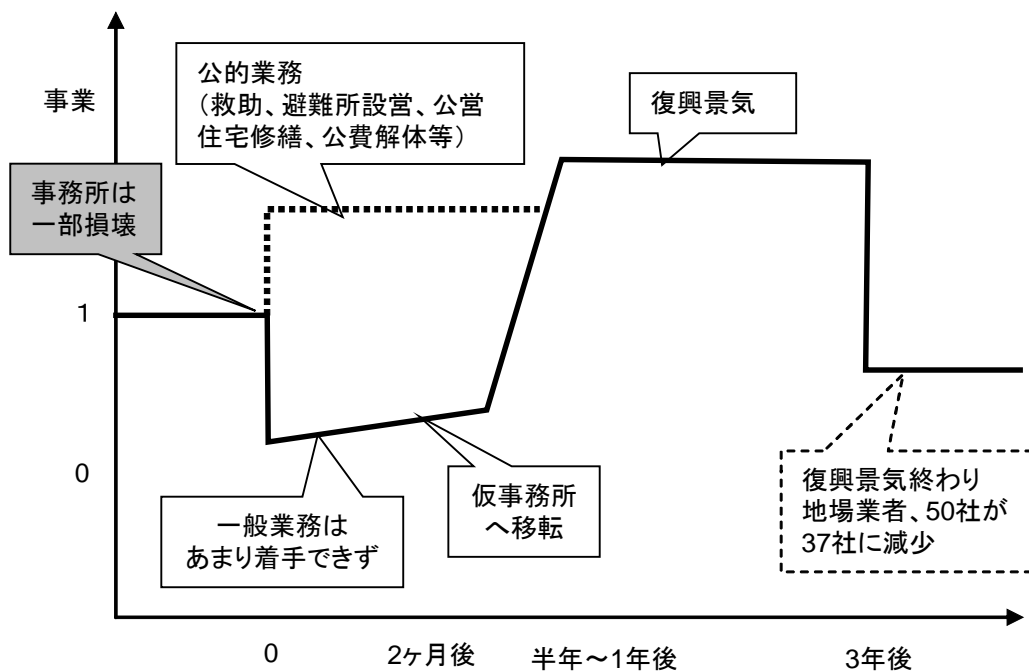 事業
公的業務
（救助、避難所設営、公営
住宅修繕、公費解体等）
復興景気
事務所は
一部損壊
1
0
一般業務は
あまり着手できず
仮事務所
へ移転
復興景気終わり
地場業者、50社が
37社に減少
0
2ヶ月後
半年～1年後
3年後